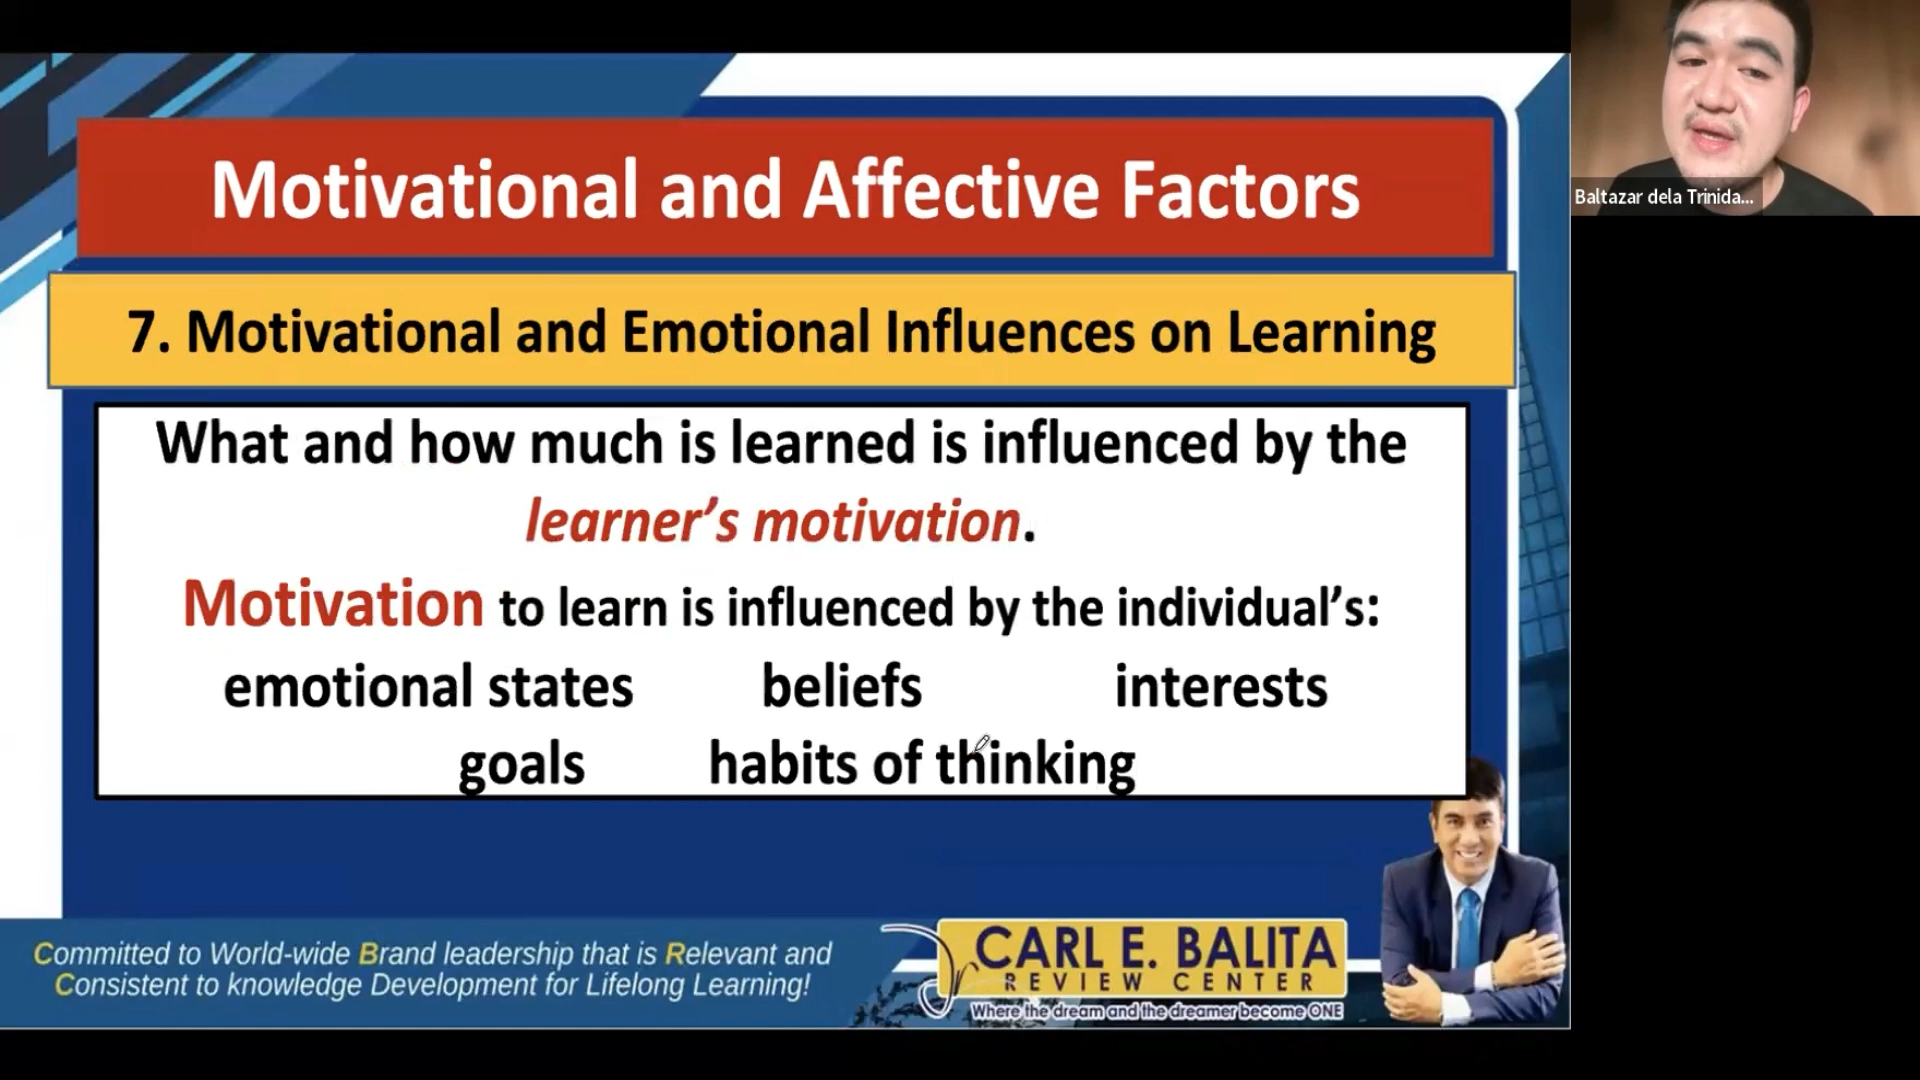 Motivational and Affective Factors
Baltazar dela Trinida...
7. Motivational and Emotional Influences on Learning
What and how much is learned is influenced by the
learner’s motivation.
Motivation to learn is influenced by the individual’s:
emotional states beliefs interests
goals habits of thinking
Committed to World-wide Brand leadership that is Relevant and
Consistent to knowledge Development for Lifelong Learning!
Jr
CARL E. BALITA
REVIEW CENTER
Where the dream and the dreamer become ONE